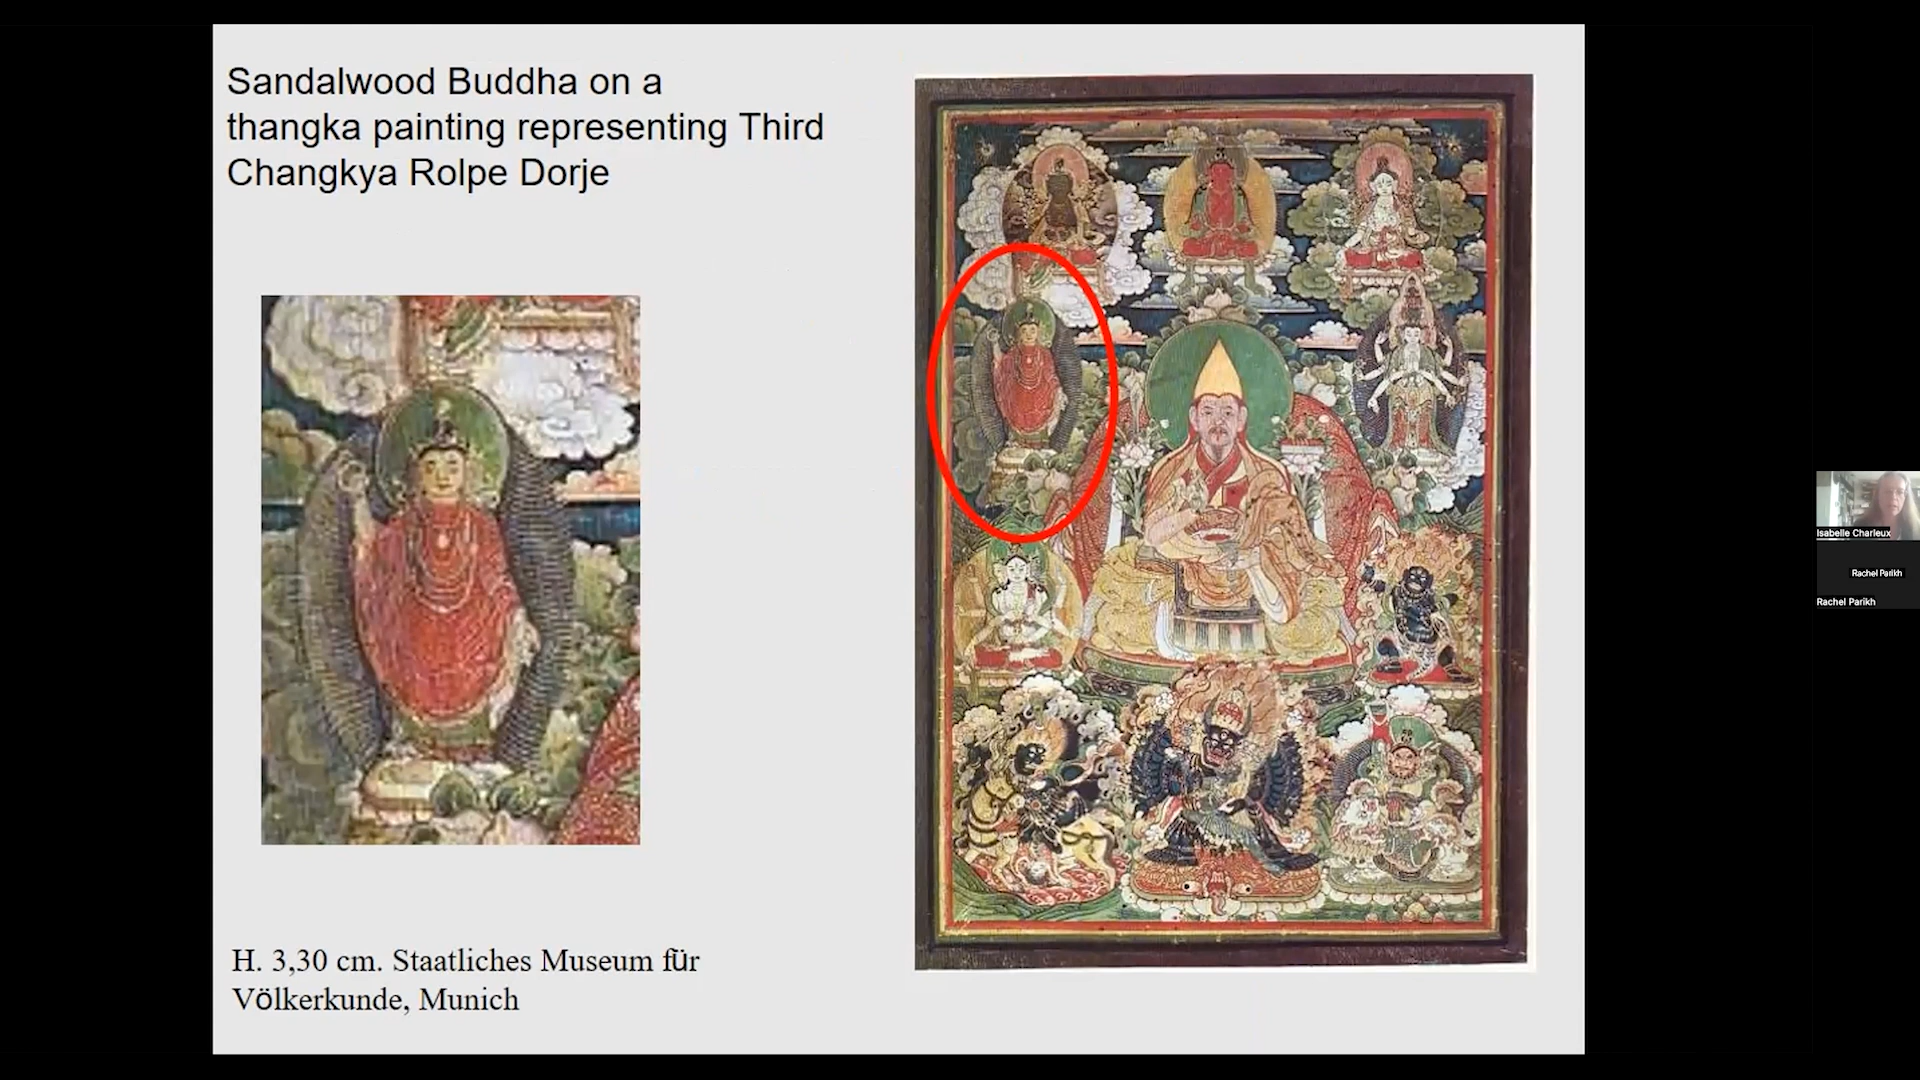 Sandalwood Buddha on a
thangka painting representing Third
Changkya Rolpe Dorje
H. 3,30 cm. Staatliches Museum für
Völkerkunde, Munich
Isabelle Charleux
Rachel Parikh
Rachel Parikh